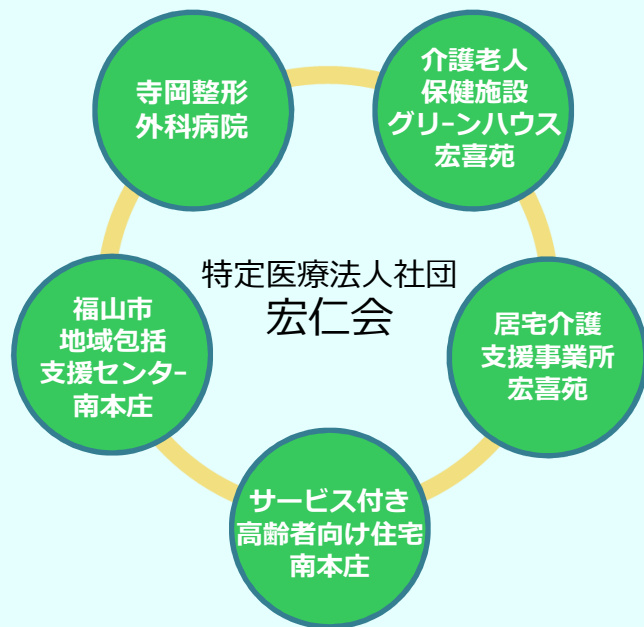 寺岡整形
外科病院
介護老人
保健施設
グリーンハウス
宏喜苑
特定医療法人社団
宏仁会
福山市
地域包括
支援センター
南本庄
居宅介護
支援事業所
宏喜苑
サービス付き
高齢者向け住宅
南本庄